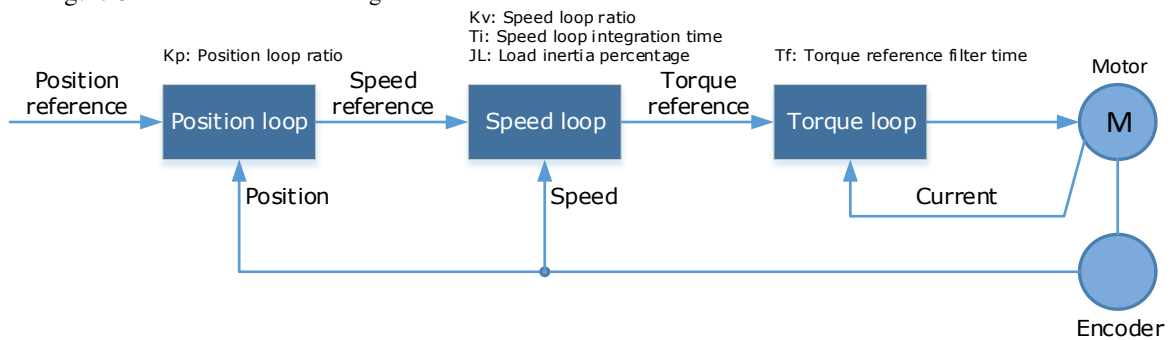 Kv: Speed loop ratio
Ti: Speed loop integration time
Kp: Position loop ratio
JL: Load inertia percentage
Tf: Torque reference filter time
Position
reference
Speed
reference
Torque
reference
Motor
Position loop
Speed loop
Torque loop
M
Position
Speed
Current
Encoder